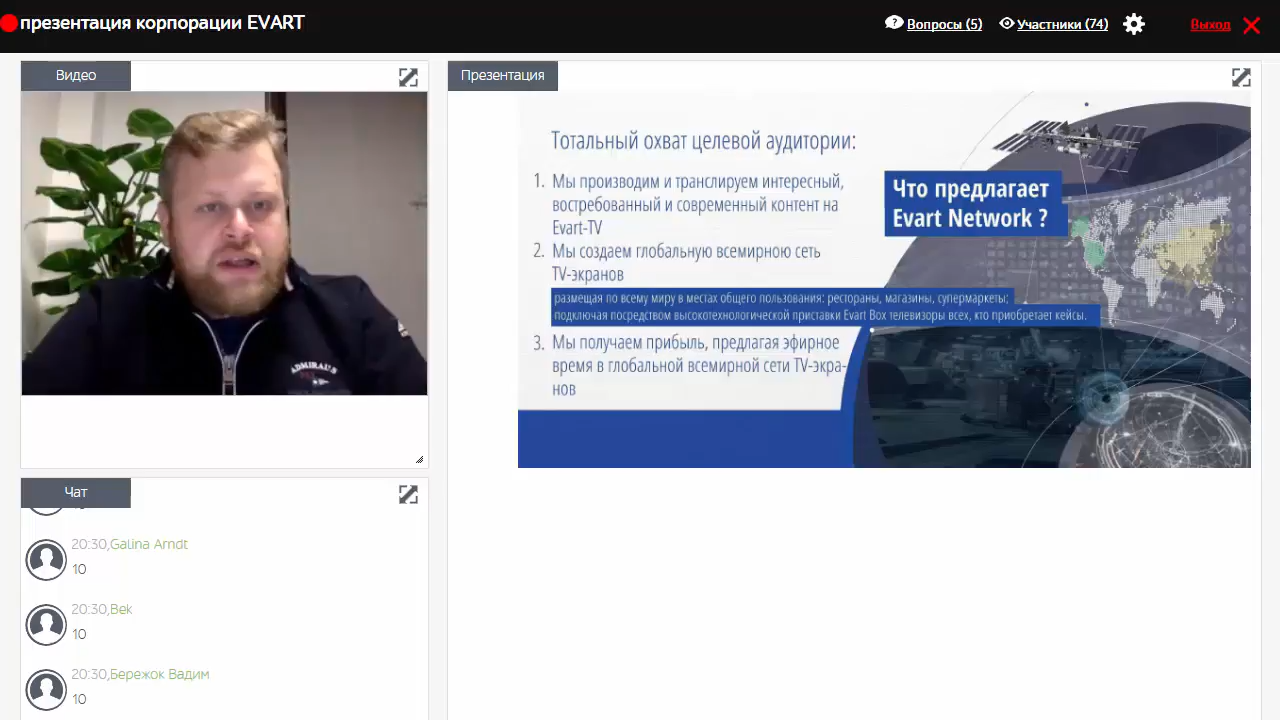 презентация корпорации EVART
Вопросы (5)
Участники (74)
Выход
Видео
Презентация
ADMIRALS
Тотальный охват целевой аудитории:
1. Мы производим и транслируем интересный,
востребованный и современный контент на
Evart-TV
2. Мы создаем глобальную всемирною сеть
TV-экранов
размещая по всему миру в местах общего пользования: рестораны, магазины, супермаркеты;
подключая посредством высокотехнологической приставки Evart Box телевизоры всех, кто приобретает кейсы.
3. Мы получаем прибыль, предлагая эфирное
время в глобальной всемирной сети TV-экра-
нов
Что предлагает
Evart Network ?
Чат
20:30,Galina Arndt
10
20:30,Bek
10
20:30,Бережок Вадим
10